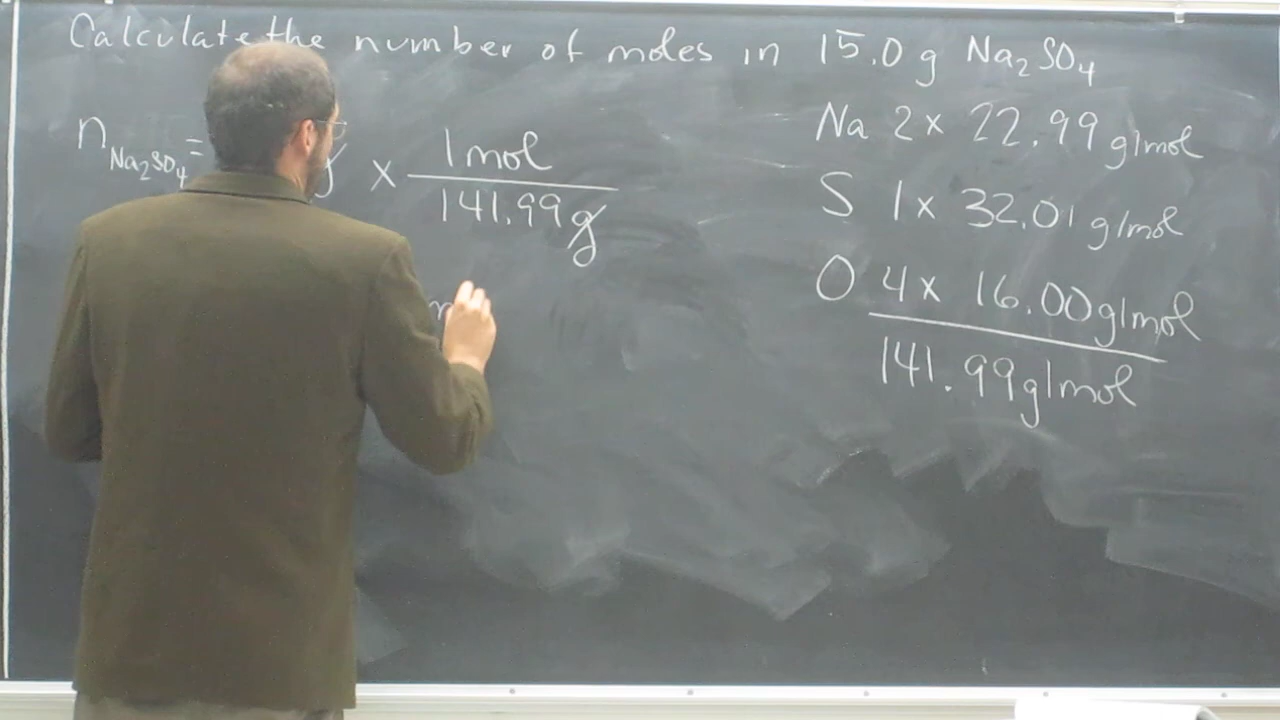 Calculate the number of moles in 15.0 g Na₂SO₄
n Na₂SO₄ = g × 1 mol
141.99 g
Na 2 × 22.99 g/mol
S 1 × 32.01 g/mol
O 4 × 16.00 g/mol
141.99 g/mol